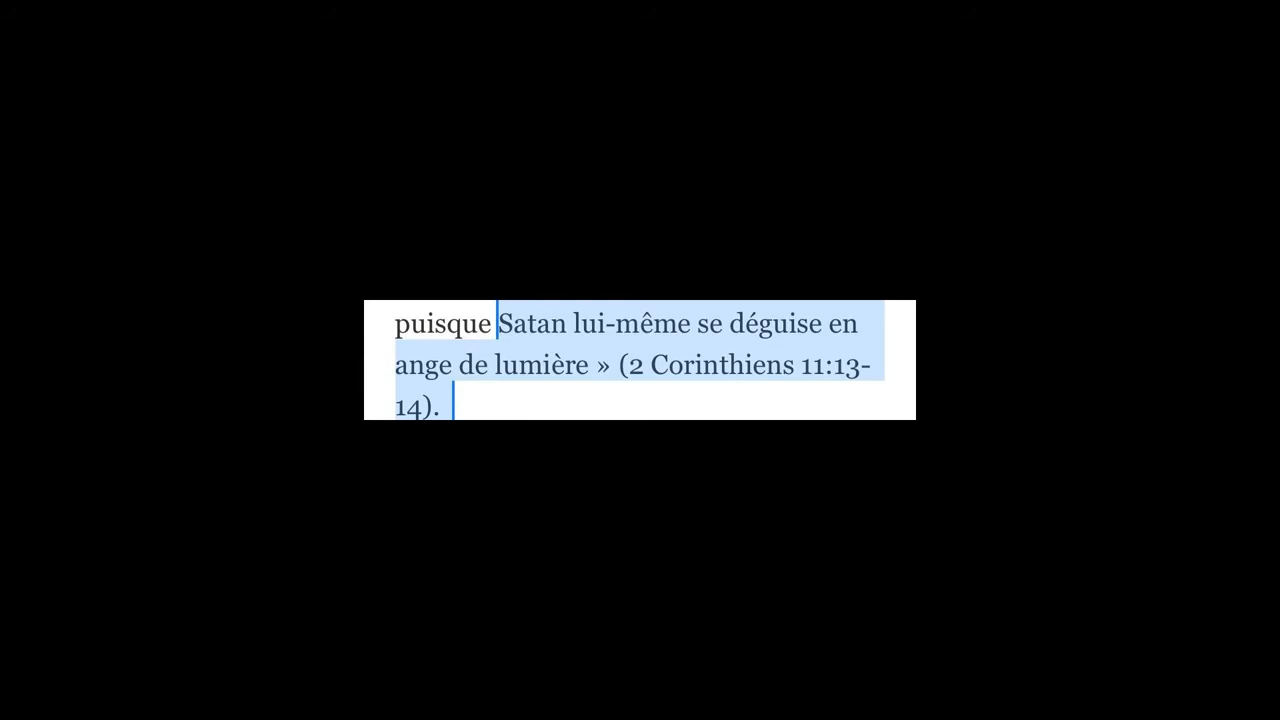 puisque Satan lui-même se déguise en
ange de lumière » (2 Corinthiens 11:13-
14).